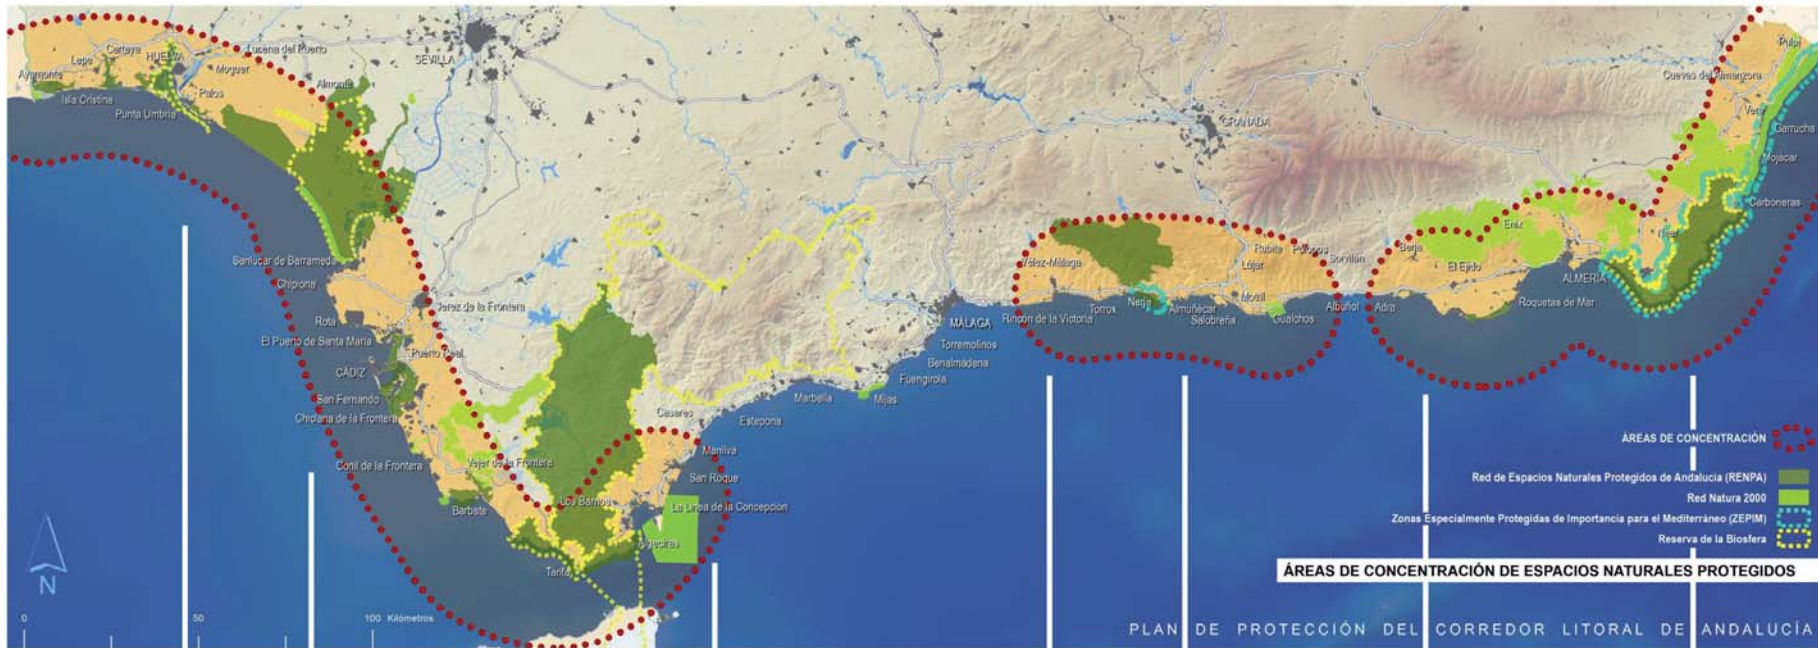 Pulpí
Lucena del Puerto
Cartaya
HUELVA
Lepe
SEVILLA
Moguer
Ayamonte
Almonte
Cuevas del Almanzora
Palos
Isla Cristina
Punta Umbría
Vera
GRANADA
Garrucha
Mojácar
Carboneras
Enix
Níjar
Sanlúcar de Barrameda
Rubite
Polopos
Berja
Vélez-Málaga
Sorvilán
Lújar
El Ejido
Chipiona
ALMERÍA
Jerez de la Frontera
Nerja
Motril
Torrox
Almuñécar
Albuñol
Adra
Roquetas de Mar
Rota
MÁLAGA
Rincón de la Victoria
Salobreña
Gualchos
El Puerto de Santa María
Torremolinos
Puerto Real
Benalmádena
CÁDIZ
Fuengirola
San Fernando
Marbella
Mijas
Chiclana de la Frontera
Casares
Estepona
Manilva
Conil de la Frontera
Vejer de la Frontera
San Roque
Los Barrios
La Línea de la Concepción
Barbate
Algeciras
Tarifa
ÁREAS DE CONCENTRACIÓN
Red de Espacios Naturales Protegidos de Andalucía (RENPA)
Red Natura 2000
Zonas Especialmente Protegidas de Importancia para el Mediterráneo (ZEPIM)
Reserva de la Biosfera
ÁREAS DE CONCENTRACIÓN DE ESPACIOS NATURALES PROTEGIDOS
N
0 50 100 Kilómetros
PLAN DE PROTECCIÓN DEL CORREDOR LITORAL DE ANDALUCÍA